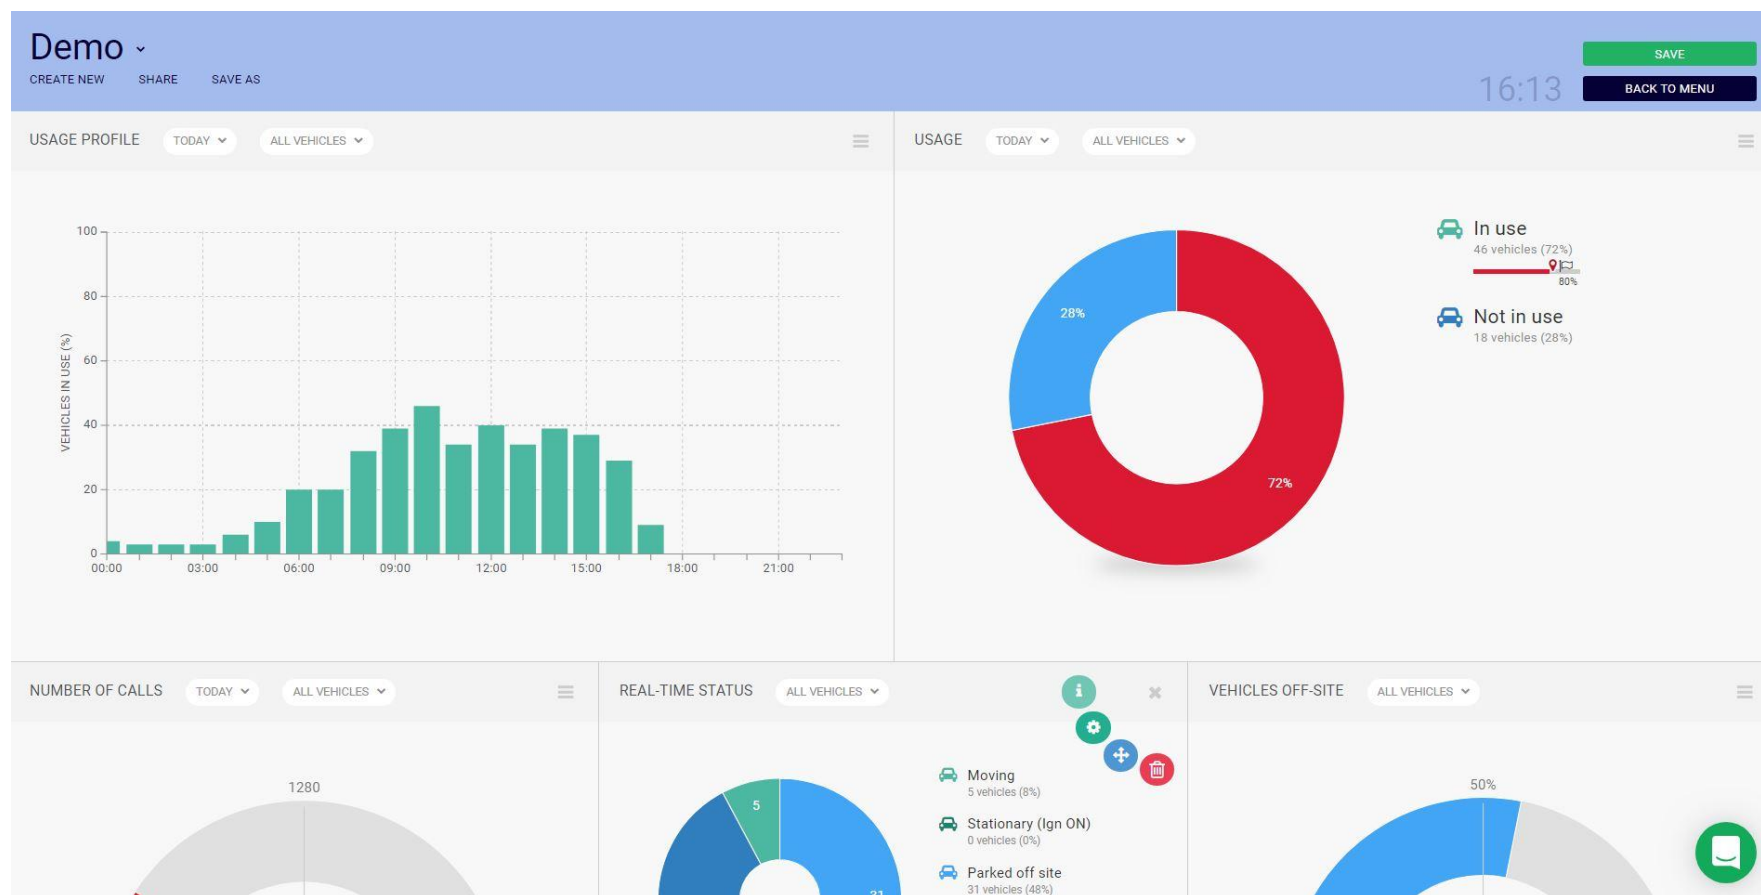 Demo
CREATE NEW SHARE SAVE AS
16:13
SAVE
BACK TO MENU
USAGE PROFILE TODAY ALL VEHICLES
VEHICLES IN USE (%)
100
80
60
40
20
0
00:00 03:00 06:00 09:00 12:00 15:00 18:00 21:00
USAGE TODAY ALL VEHICLES
28%
72%
In use
46 vehicles (72%)
80%
Not in use
18 vehicles (28%)
NUMBER OF CALLS TODAY ALL VEHICLES
1280
REAL-TIME STATUS ALL VEHICLES
5
31
Moving
5 vehicles (8%)
Stationary (Ign ON)
0 vehicles (0%)
Parked off site
31 vehicles (48%)
VEHICLES OFF-SITE ALL VEHICLES
50%